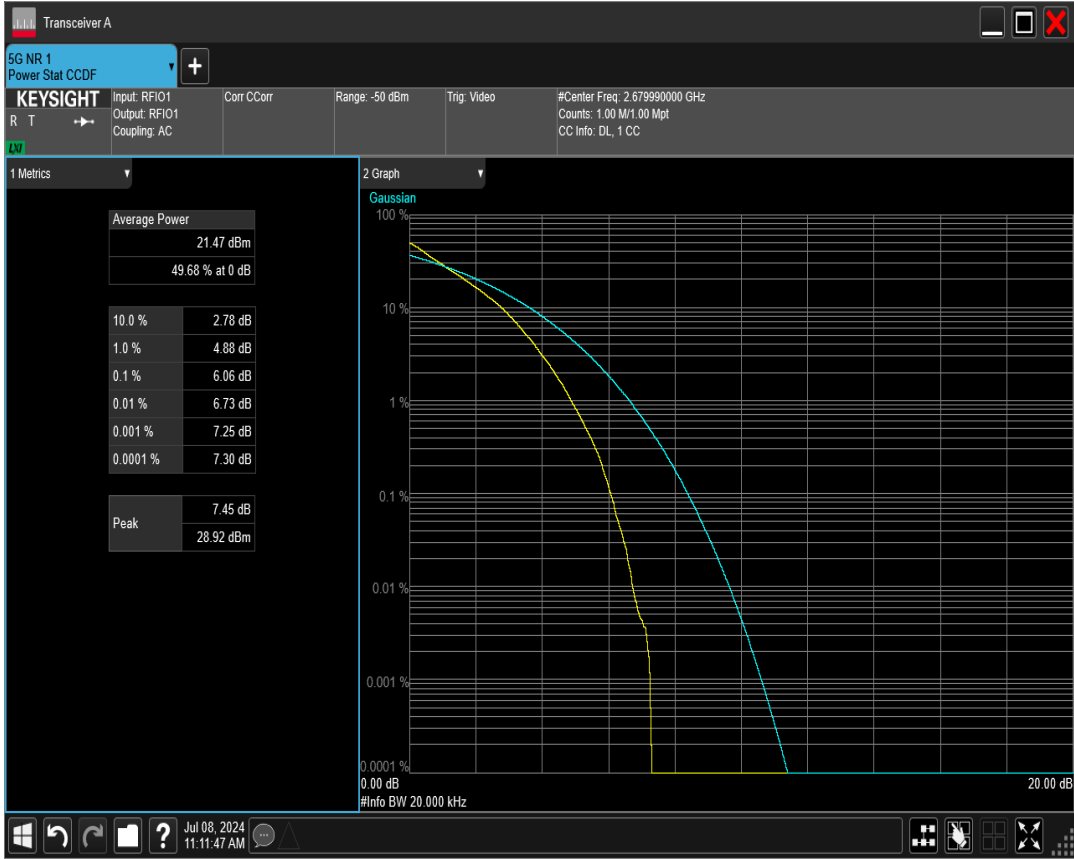 Transceiver A
5G NR 1
Power Stat CCDF
+
KEYSIGHT
R T
LXI
Input: RFIO1
Output: RFIO1
Coupling: AC
Corr CCorr
Range: -50 dBm
Trig: Video
#Center Freq: 2.679990000 GHz
Counts: 1.00 M/1.00 Mpt
CC Info: DL, 1 CC
1 Metrics
Average Power
21.47 dBm
49.68 % at 0 dB
10.0 % 2.78 dB
1.0 % 4.88 dB
0.1 % 6.06 dB
0.01 % 6.73 dB
0.001 % 7.25 dB
0.0001 % 7.30 dB
Peak 7.45 dB
28.92 dBm
2 Graph
Gaussian
100 %
10 %
1 %
0.1 %
0.01 %
0.001 %
0.0001 %
0.00 dB 20.00 dB
#Info BW 20.000 kHz
?
Jul 08, 2024
11:11:47 AM